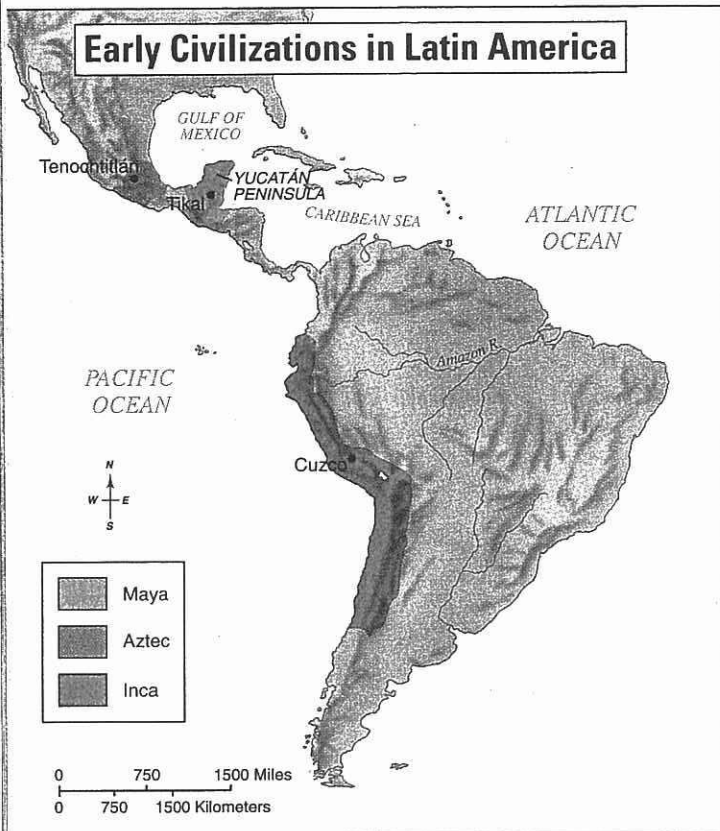 Early Civilizations in Latin America
GULF OF
MEXICO
Tenochtitlán
YUCATÁN
PENINSULA
Tikal
CARIBBEAN SEA
ATLANTIC
OCEAN
Amazon R.
PACIFIC
OCEAN
Cuzco
N
W E
S
Maya
Aztec
Inca
0 750 1500 Miles
0 750 1500 Kilometers